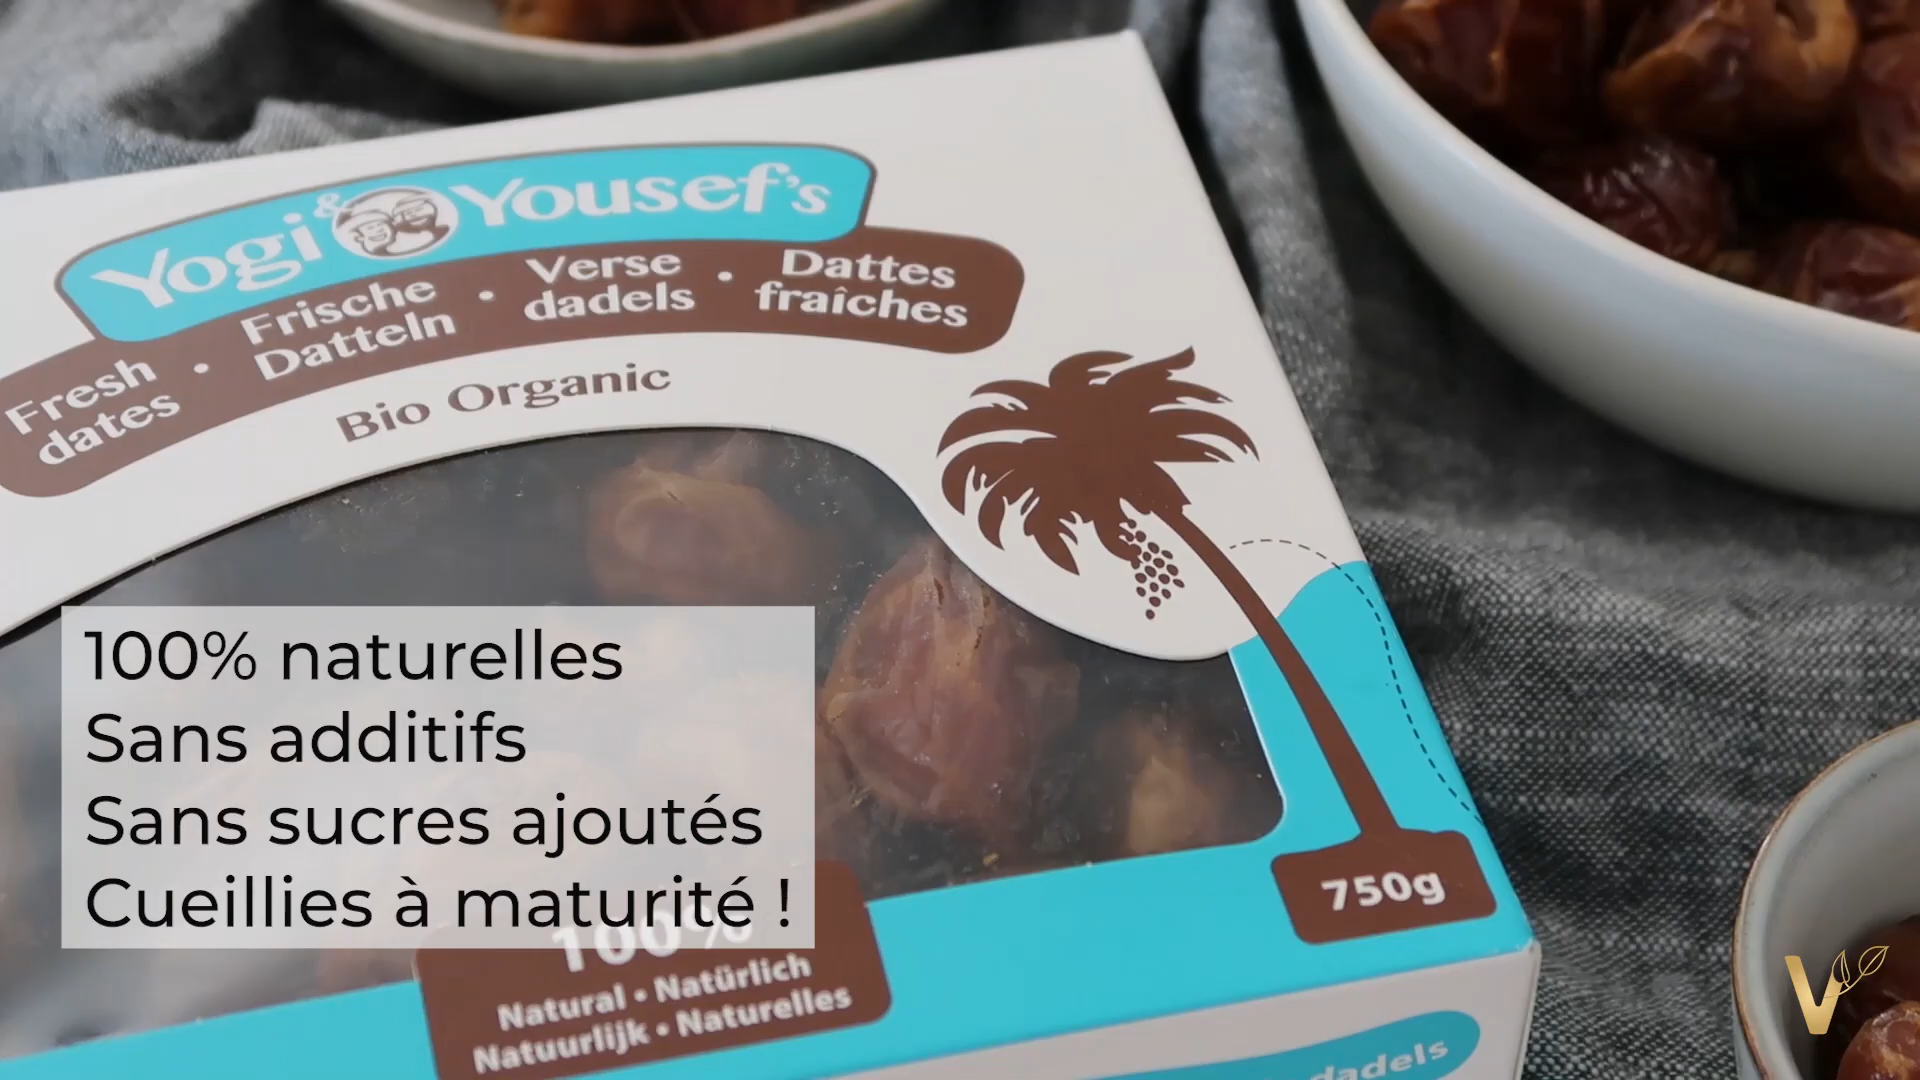 Yogi & Yousef's
Fresh dates • Frische Datteln • Verse dadels • Dattes fraîches
Bio Organic
100% naturelles
Sans additifs
Sans sucres ajoutés
Cueillies à maturité !
750g
100%
Natural • Natürlich
Natuurlijk • Naturelles
dadels
V